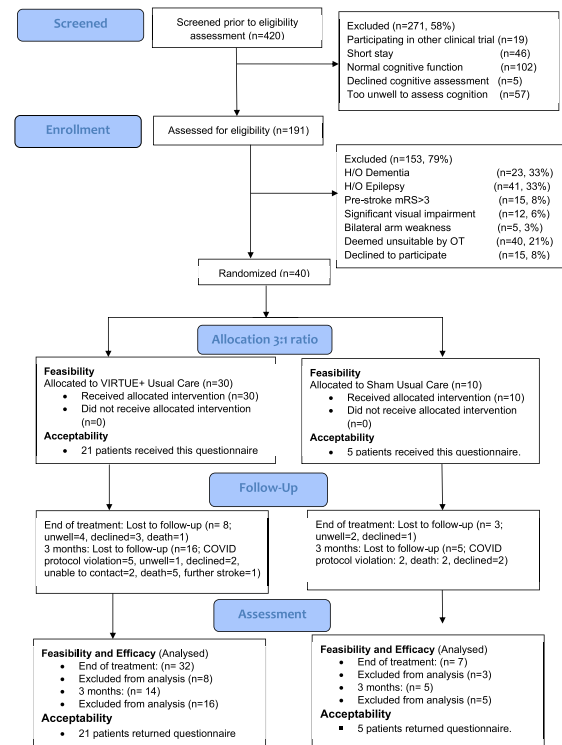 Screened
Screened prior to eligibility
assessment (n=420)
Excluded (n=271, 58%)
Participating in other clinical trial (n=19)
Short stay (n=46)
Normal cognitive function (n=102)
Declined cognitive assessment (n=5)
Too unwell to assess cognition (n=57)
Enrollment
Assessed for eligibility (n=191)
Excluded (n=153, 79%)
H/O Dementia (n=23, 33%)
H/O Epilepsy (n=41, 33%)
Pre-stroke mRS>3 (n=15, 8%)
Significant visual impairment (n=12, 6%)
Bilateral arm weakness (n=5, 3%)
Deemed unsuitable by OT (n=40, 21%)
Declined to participate (n=15, 8%)
Randomized (n=40)
Allocation 3:1 ratio
Feasibility
Allocated to VIRTUE+ Usual Care (n=30)
• Received allocated intervention (n=30)
• Did not receive allocated intervention
(n=0)
Acceptability
• 21 patients received this questionnaire
Feasibility
Allocated to Sham Usual Care (n=10)
• Received allocated intervention (n=10)
• Did not receive allocated intervention
(n=0)
Acceptability
• 5 patients received this questionnaire.
Follow-Up
End of treatment: Lost to follow-up (n= 8;
unwell=4, declined=3, death=1)
3 months: Lost to follow-up (n=16; COVID
protocol violation=5, unwell=1, declined=2,
unable to contact=2, death=5, further stroke=1)
End of treatment: Lost to follow-up (n= 3;
unwell=2, declined=1)
3 months: Lost to follow-up (n=5; COVID
protocol violation: 2, death: 2, declined=2)
Assessment
Feasibility and Efficacy (Analysed)
• End of treatment: (n= 32)
• Excluded from analysis (n=8)
• 3 months: (n= 14)
• Excluded from analysis (n=16)
Acceptability
• 21 patients returned questionnaire
Feasibility and Efficacy (Analysed)
• End of treatment: (n= 7)
• Excluded from analysis (n=3)
• 3 months: (n= 5)
• Excluded from analysis (n=5)
Acceptability
▪ 5 patients returned questionnaire.